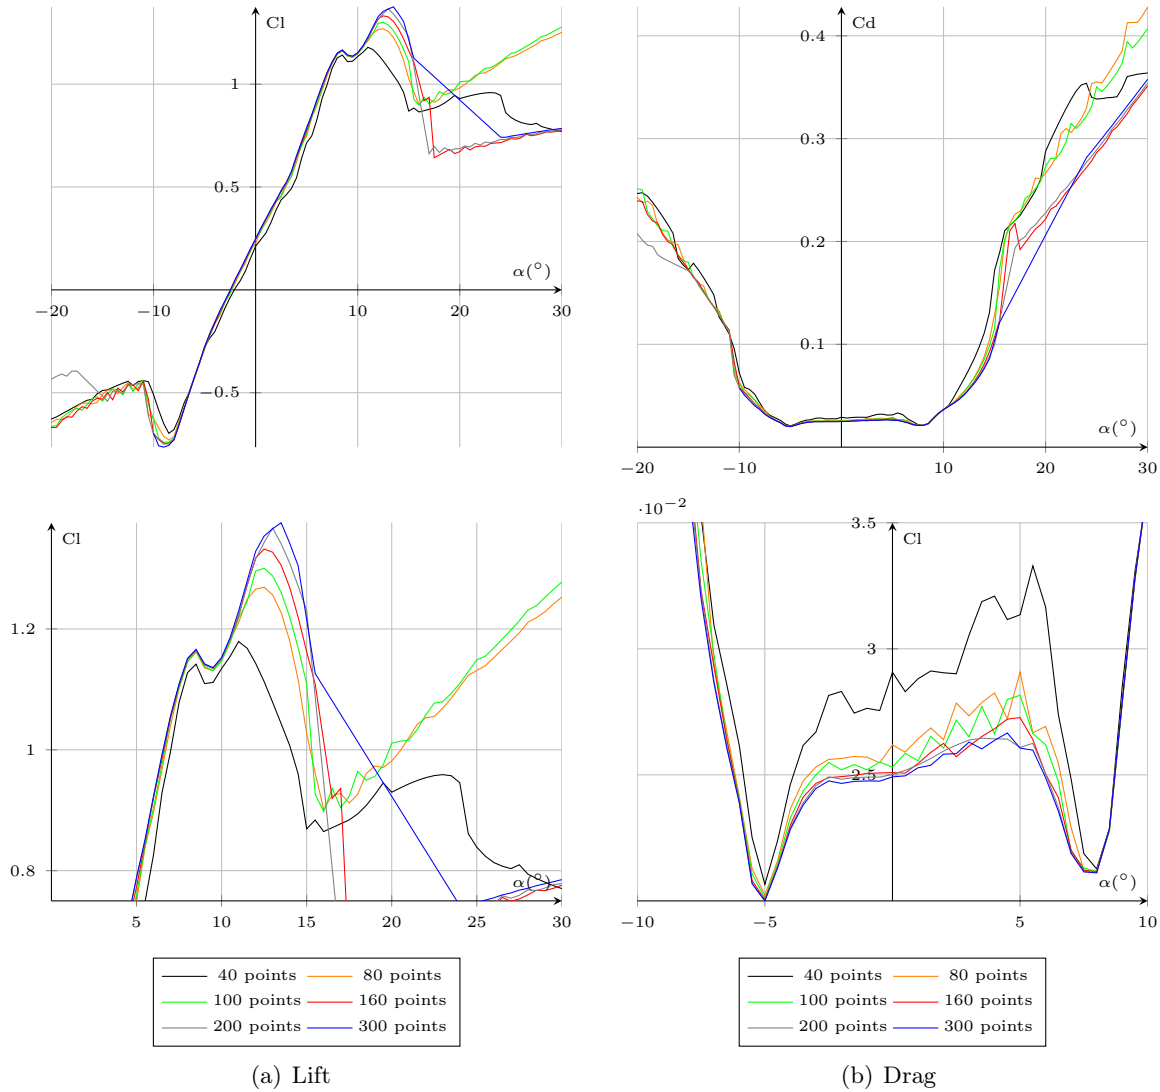 Cl
1
0.5
α(°)
−20
−10
10
20
30
−0.5
Cd
0.4
0.3
0.2
0.1
α(°)
−20
−10
10
20
30
Cl
1.2
1
0.8
α(°)
5
10
15
20
25
30
·10⁻²
3.5
Cl
3
2.5
α(°)
−10
−5
5
10
40 points 80 points
100 points 160 points
200 points 300 points
40 points 80 points
100 points 160 points
200 points 300 points
(a) Lift
(b) Drag